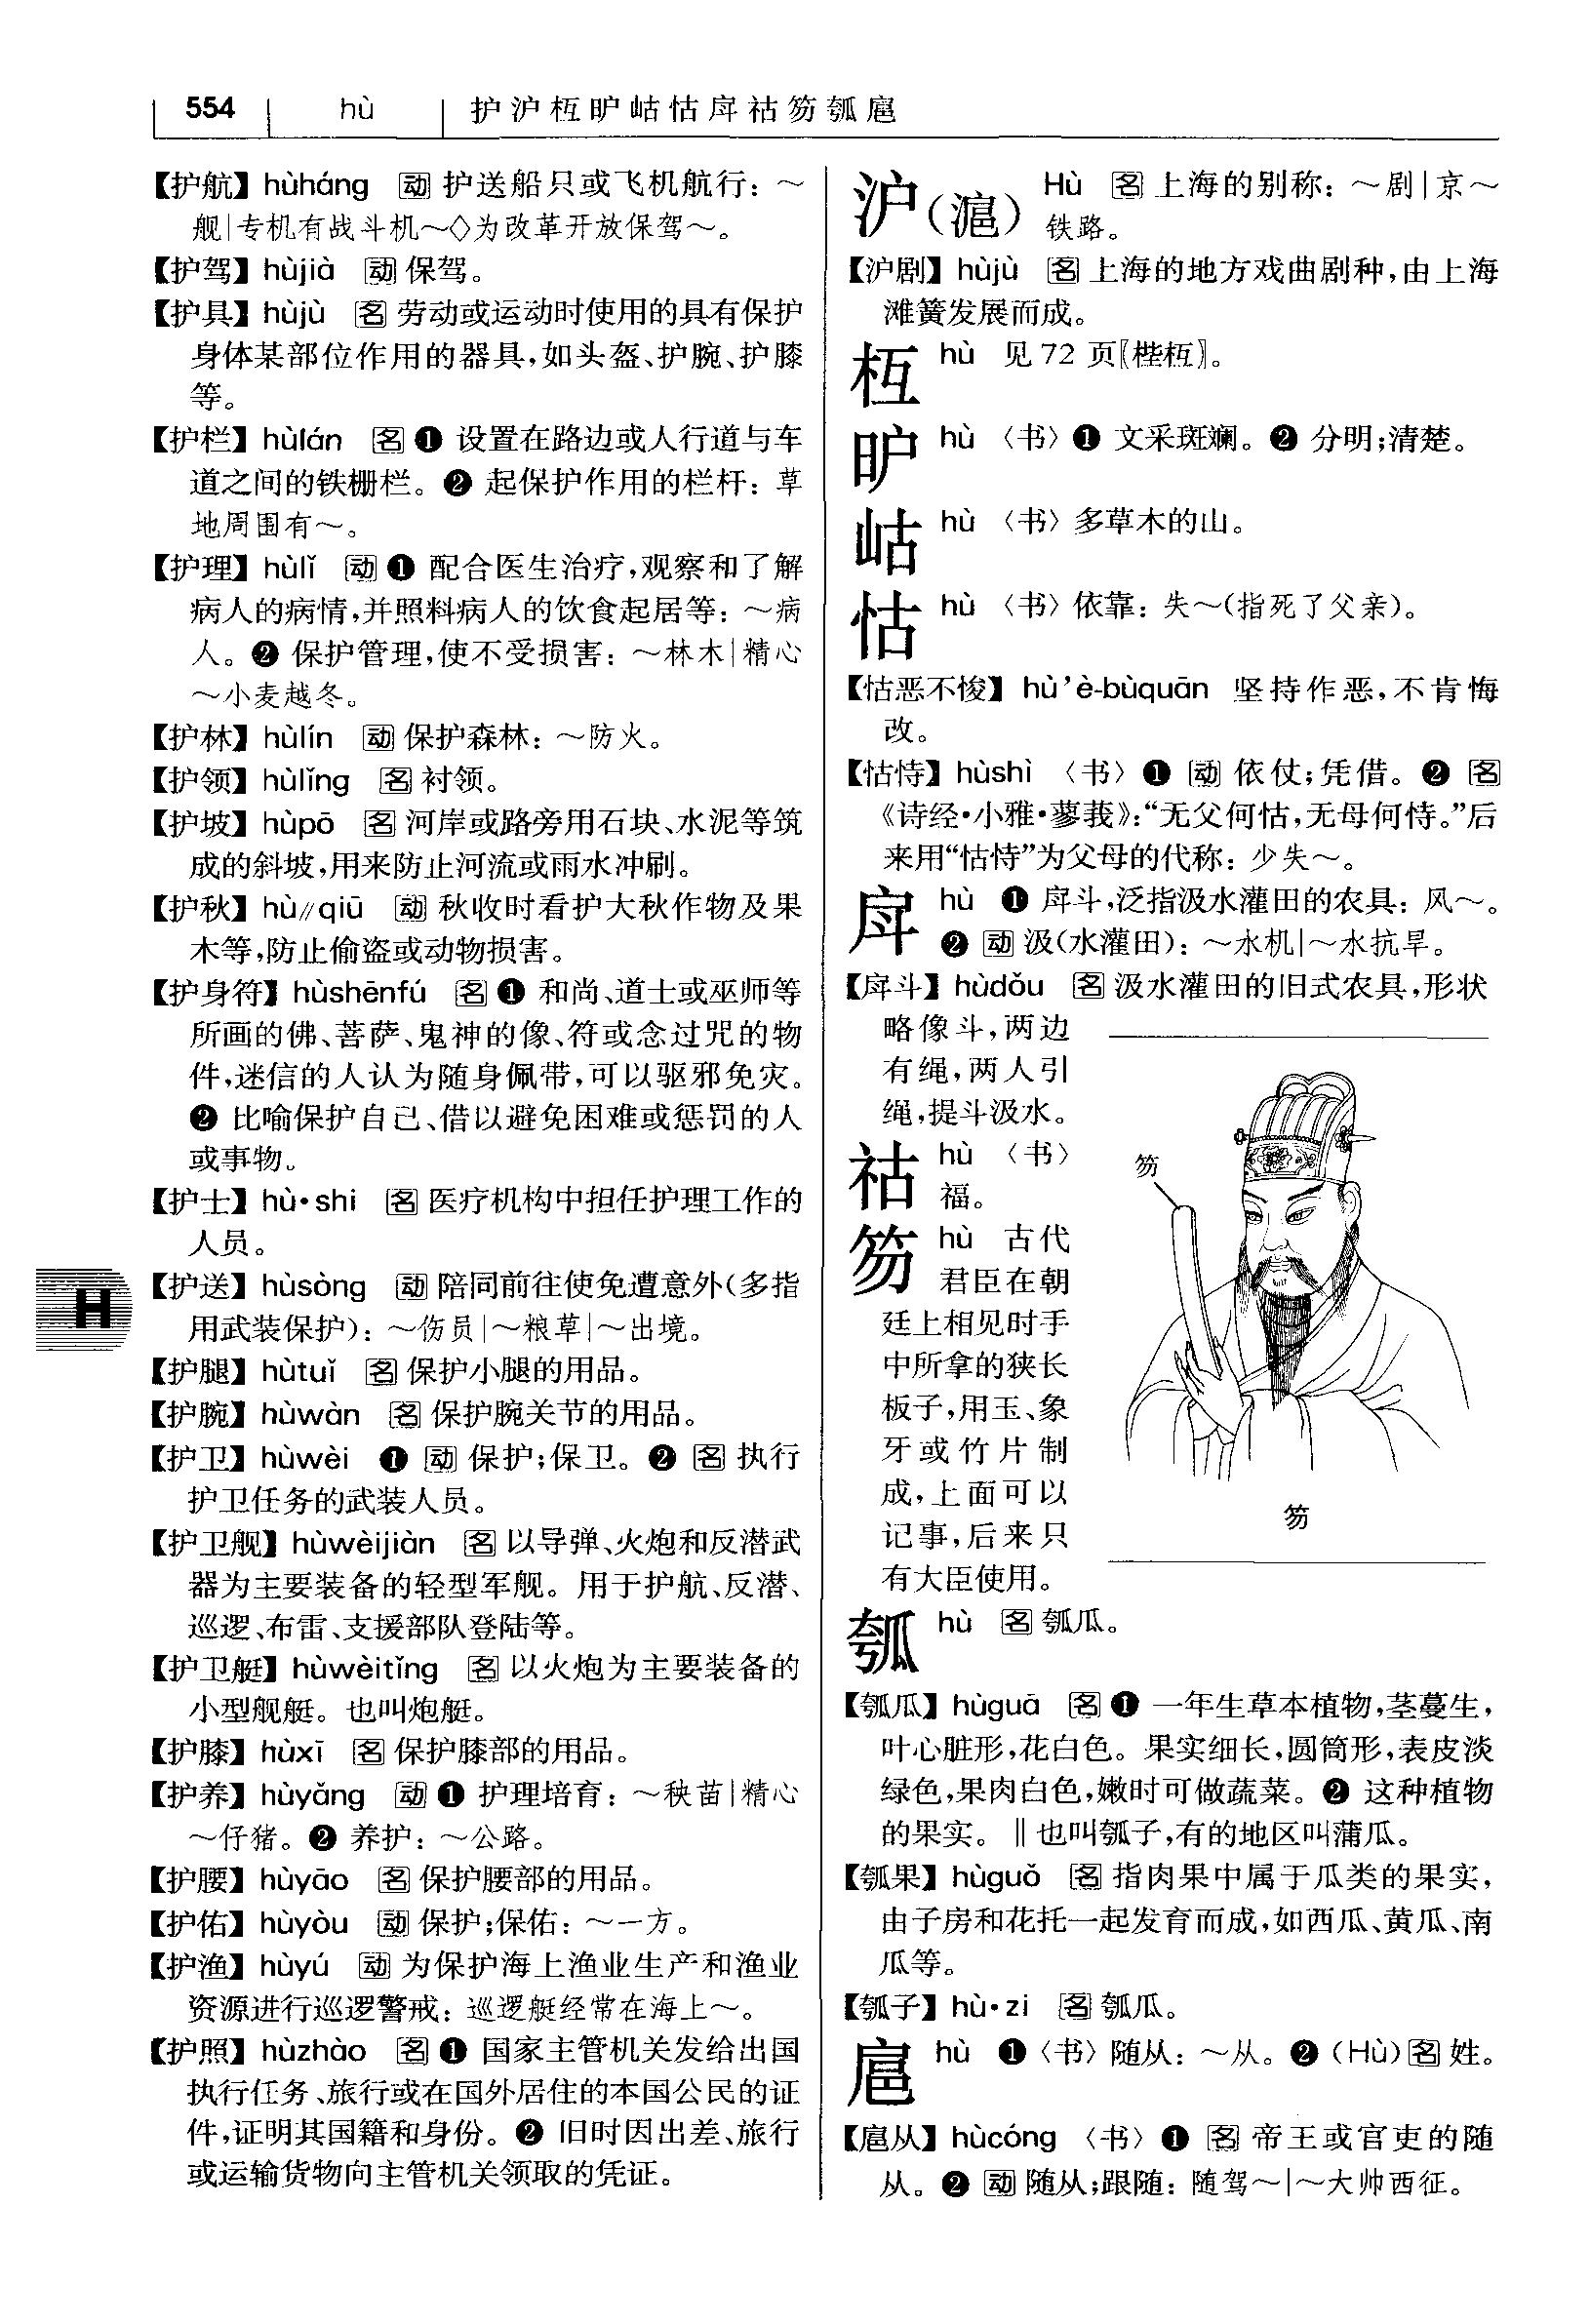 554 hù 护沪枑昈岵怙戽祜笏瓠扈
【护航】hùháng 动 护送船只或飞机航行：～
舰|专机有战斗机～◇为改革开放保驾～。
【护驾】hùjià 动 保驾。
【护具】hùjù 名 劳动或运动时使用的具有保护
身体某部位作用的器具，如头盔、护腕、护膝
等。
【护栏】hùlán 名 ❶ 设置在路边或人行道与车
道之间的铁栅栏。❷ 起保护作用的栏杆：草
地周围有～。
【护理】hùlǐ 动 ❶ 配合医生治疗，观察和了解
病人的病情，并照料病人的饮食起居等：～病
人。❷ 保护管理，使不受损害：～林木|精心
～小麦越冬。
【护林】hùlín 动 保护森林：～防火。
【护领】hùlǐng 名 衬领。
【护坡】hùpō 名 河岸或路旁用石块、水泥等筑
成的斜坡，用来防止河流或雨水冲刷。
【护秋】hù//qiū 动 秋收时看护大秋作物及果
木等，防止偷盗或动物损害。
【护身符】hùshēnfú 名 ❶ 和尚、道士或巫师等
所画的佛、菩萨、鬼神的像、符或念过咒的物
件，迷信的人认为随身佩带，可以驱邪免灾。
❷ 比喻保护自己、借以避免困难或惩罚的人
或事物。
【护士】hù·shi 名 医疗机构中担任护理工作的
人员。
【护送】hùsòng 动 陪同前往使免遭意外（多指
用武装保护）：～伤员|～粮草|～出境。
【护腿】hùtuǐ 名 保护小腿的用品。
【护腕】hùwàn 名 保护腕关节的用品。
【护卫】hùwèi ❶ 动 保护；保卫。❷ 名 执行
护卫任务的武装人员。
【护卫舰】hùwèijiàn 名 以导弹、火炮和反潜武
器为主要装备的轻型军舰。用于护航、反潜、
巡逻、布雷、支援部队登陆等。
【护卫艇】hùwèitǐng 名 以火炮为主要装备的
小型舰艇。也叫炮艇。
【护膝】hùxī 名 保护膝部的用品。
【护养】hùyǎng 动 ❶ 护理培育：～秧苗|精心
～仔猪。❷ 养护：～公路。
【护腰】hùyāo 名 保护腰部的用品。
【护佑】hùyòu 动 保护；保佑：～一方。
【护渔】hùyú 动 为保护海上渔业生产和渔业
资源进行巡逻警戒：巡逻艇经常在海上～。
【护照】hùzhào 名 ❶ 国家主管机关发给出国
执行任务、旅行或在国外居住的本国公民的证
件，证明其国籍和身份。❷ 旧时因出差、旅行
或运输货物向主管机关领取的凭证。
H
沪（滬） Hù 名 上海的别称：～剧|京～
铁路。
【沪剧】hùjù 名 上海的地方戏曲剧种，由上海
滩簧发展而成。
枑 hù 见 72 页〖梐枑〗。
昈 hù 〈书〉❶ 文采斑斓。❷ 分明；清楚。
岵 hù 〈书〉多草木的山。
怙 hù 〈书〉依靠：失～（指死了父亲）。
【怙恶不悛】hù'è-bùquān 坚持作恶，不肯悔
改。
【怙恃】hùshì 〈书〉❶ 动 依仗；凭借。❷ 名
《诗经·小雅·蓼莪》：“无父何怙，无母何恃。”后
来用“怙恃”为父母的代称：少失～。
戽 hù ❶ 戽斗，泛指汲水灌田的农具：风～。
❷ 动 汲（水灌田）：～水机|～水抗旱。
【戽斗】hùdǒu 名 汲水灌田的旧式农具，形状
略像斗，两边
有绳，两人引
绳，提斗汲水。
祜 hù 〈书〉
福。
笏 hù 古代
君臣在朝
廷上相见时手
中所拿的狭长
板子，用玉、象
牙或竹片制
成，上面可以
记事，后来只
有大臣使用。
笏
笏
瓠 hù 名 瓠瓜。
【瓠瓜】hùguā 名 ❶ 一年生草本植物，茎蔓生，
叶心脏形，花白色。果实细长，圆筒形，表皮淡
绿色，果肉白色，嫩时可做蔬菜。❷ 这种植物
的果实。‖也叫瓠子，有的地区叫蒲瓜。
【瓠果】hùguǒ 名 指肉果中属于瓜类的果实，
由子房和花托一起发育而成，如西瓜、黄瓜、南
瓜等。
【瓠子】hù·zi 名 瓠瓜。
扈 hù ❶〈书〉随从：～从。❷（Hù）名 姓。
【扈从】hùcóng 〈书〉❶ 名 帝王或官吏的随
从。❷ 动 随从；跟随：随驾～|～大帅西征。